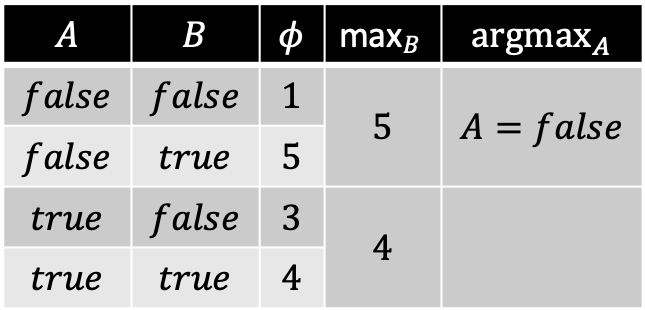 A B ϕ max_B argmax_A
false false 1 5 A = false
false true 5
true false 3 4
true true 4